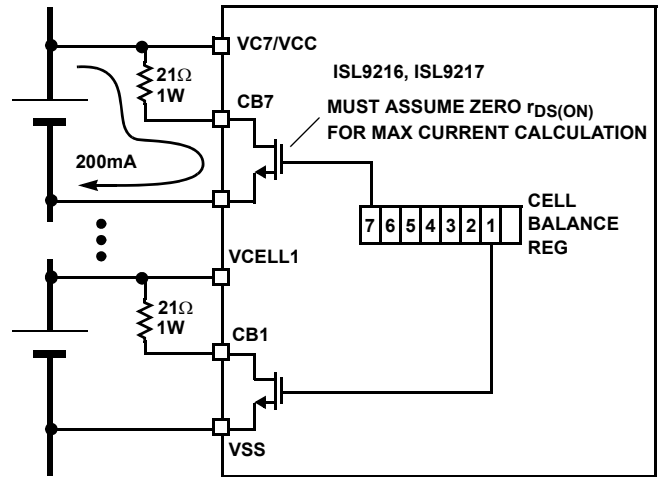 VC7/VCC
21Ω
1W
ISL9216, ISL9217
CB7
MUST ASSUME ZERO rDS(ON)
FOR MAX CURRENT CALCULATION
200mA
CELL
BALANCE
REG
7 6 5 4 3 2 1
VCELL1
21Ω
1W
CB1
VSS